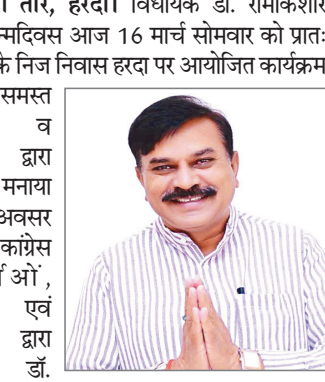 तीर, हरदा। विधायक डॉ. रामकिशोर
न्मदिवस आज 16 मार्च सोमवार को प्रातः
के निज निवास हरदा पर आयोजित कार्यक्रम
समस्त
व
द्वारा
मनाया
अवसर
कांग्रेस
ओं ,
एवं
द्वारा
डॉ.